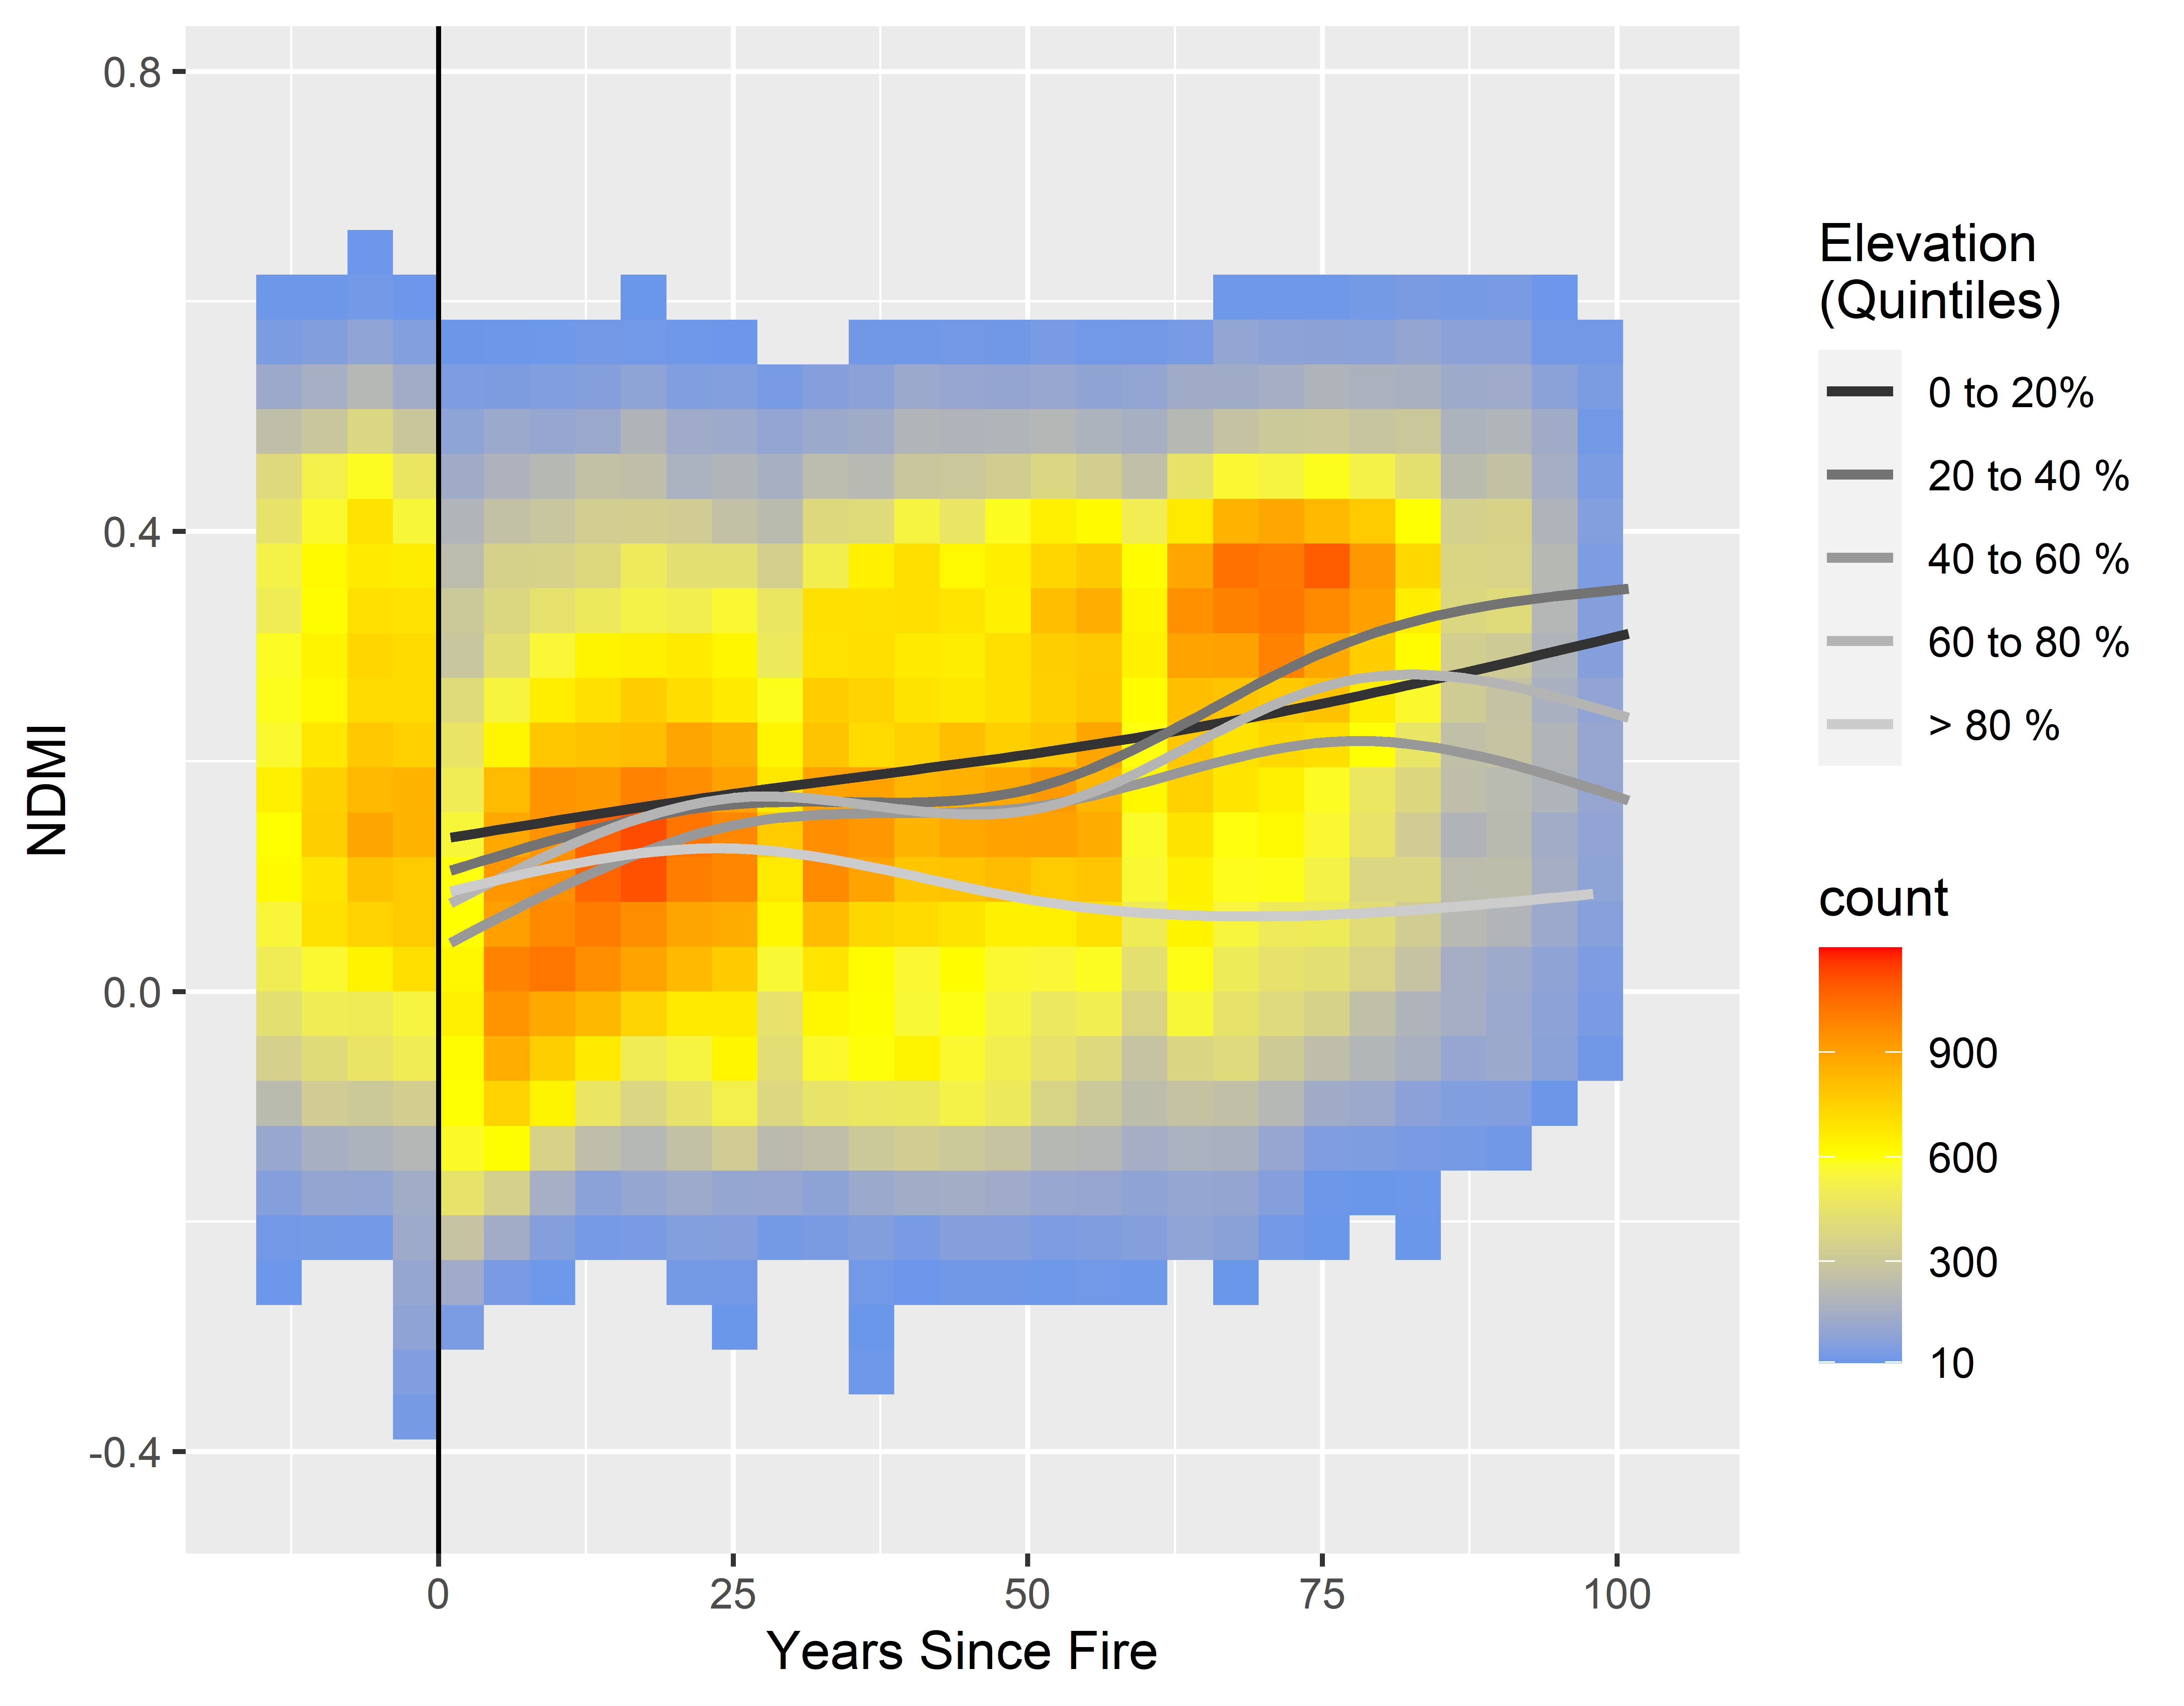 0.8
0.4
0.0
-0.4
NDMI
0
25
50
75
100
Years Since Fire
Elevation
(Quintiles)
0 to 20%
20 to 40 %
40 to 60 %
60 to 80 %
> 80 %
count
900
600
300
10